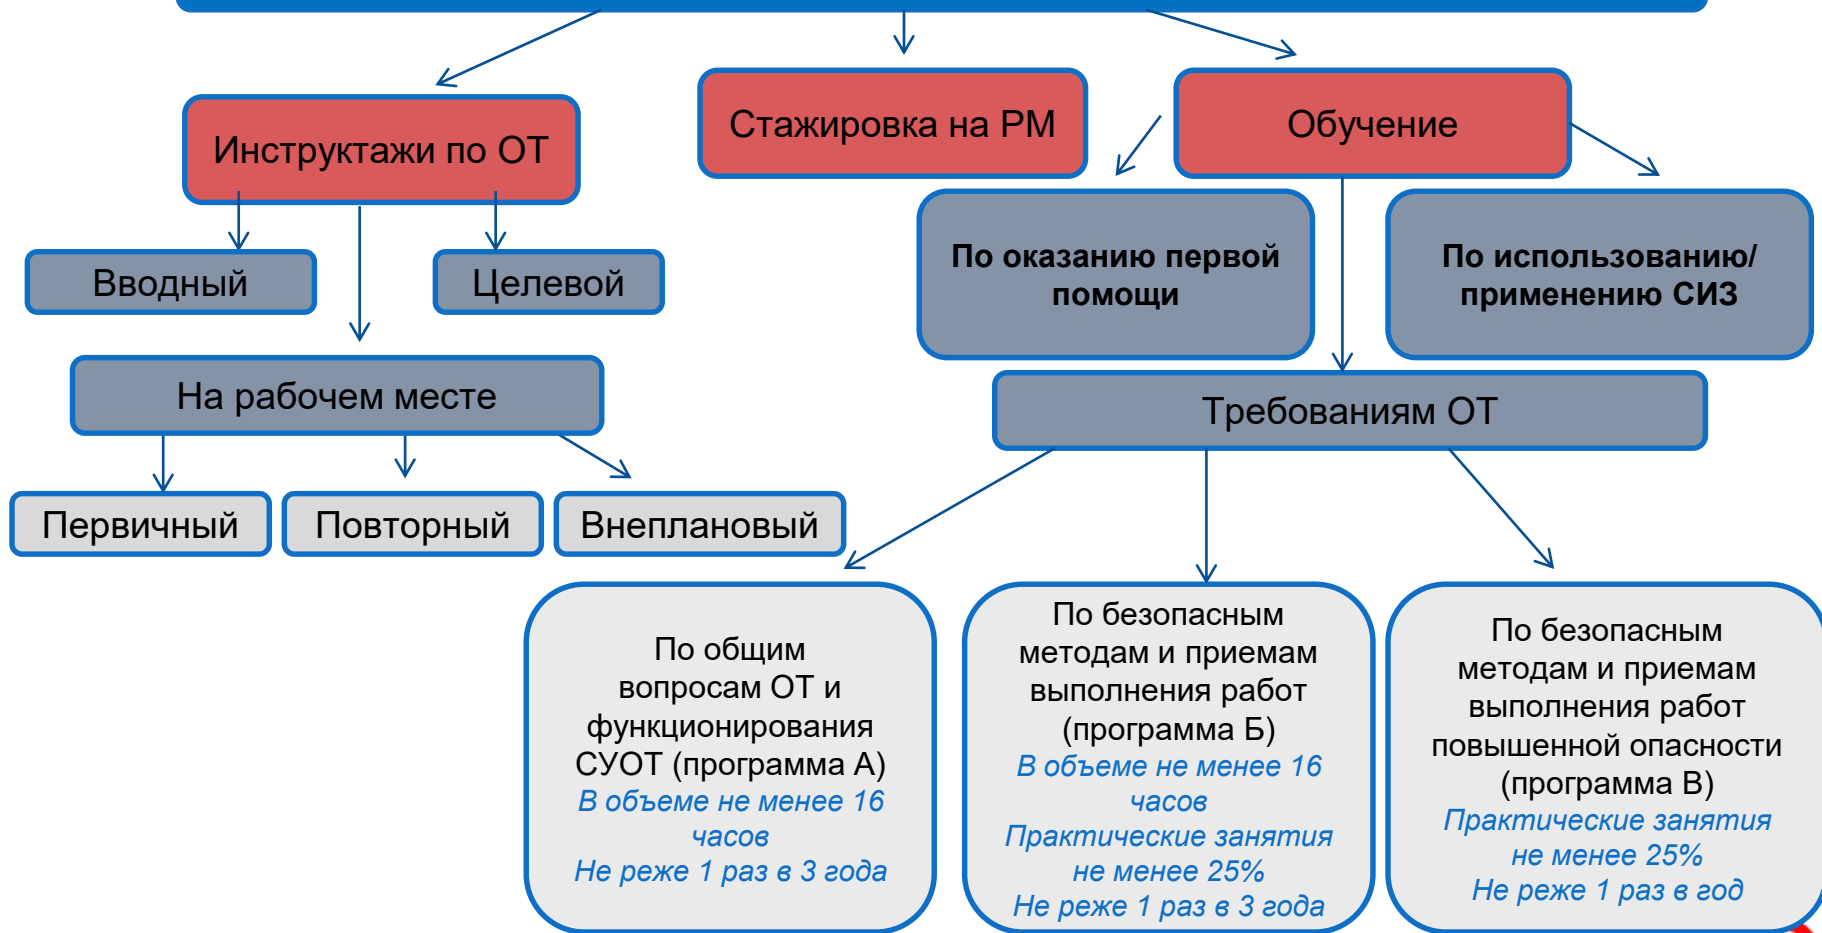 Инструктажи по ОТ
Стажировка на РМ
Обучение
Вводный
Целевой
По оказанию первой
помощи
По использованию/
применению СИЗ
На рабочем месте
Требованиям ОТ
Первичный
Повторный
Внеплановый
По общим
вопросам ОТ и
функционирования
СУОТ (программа А)
В объеме не менее 16
часов
Не реже 1 раз в 3 года
По безопасным
методам и приемам
выполнения работ
(программа Б)
В объеме не менее 16
часов
Практические занятия
не менее 25%
Не реже 1 раз в 3 года
По безопасным
методам и приемам
выполнения работ
повышенной опасности
(программа В)
Практические занятия
не менее 25%
Не реже 1 раз в год